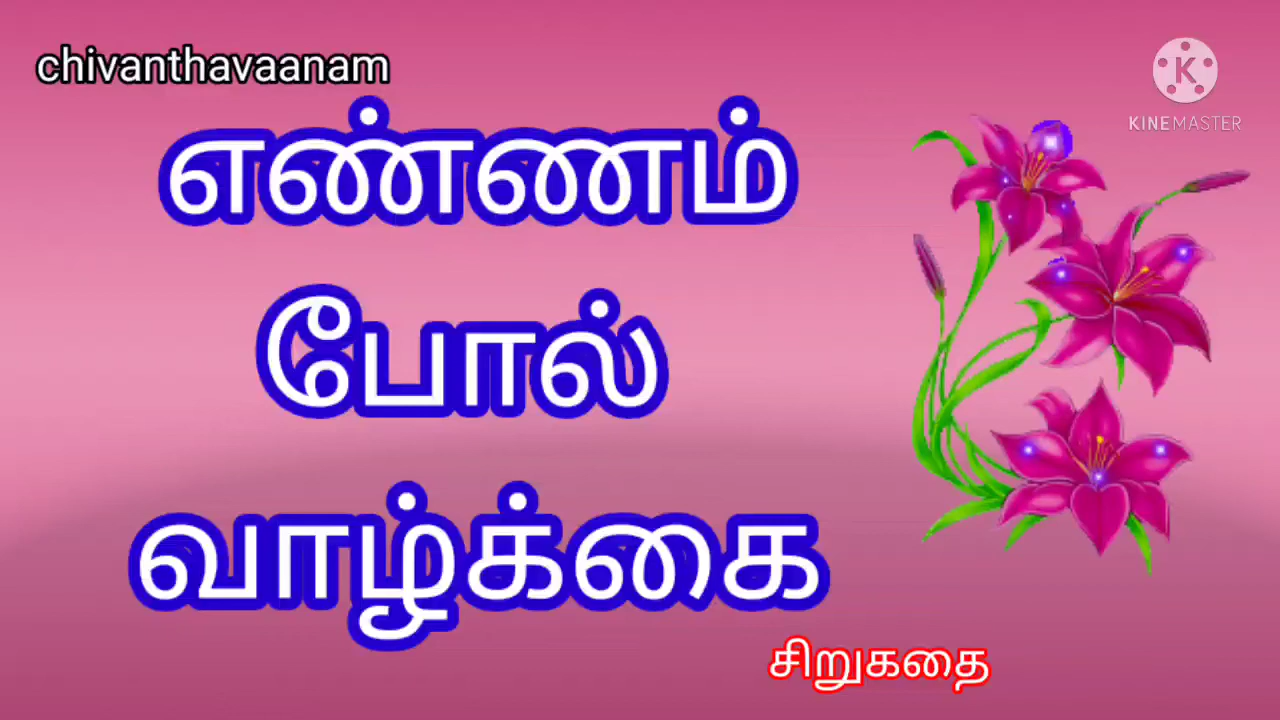 chivanthavaanam
K
KINEMASTER
எண்ணம்
போல்
வாழ்க்கை
சிறுகதை